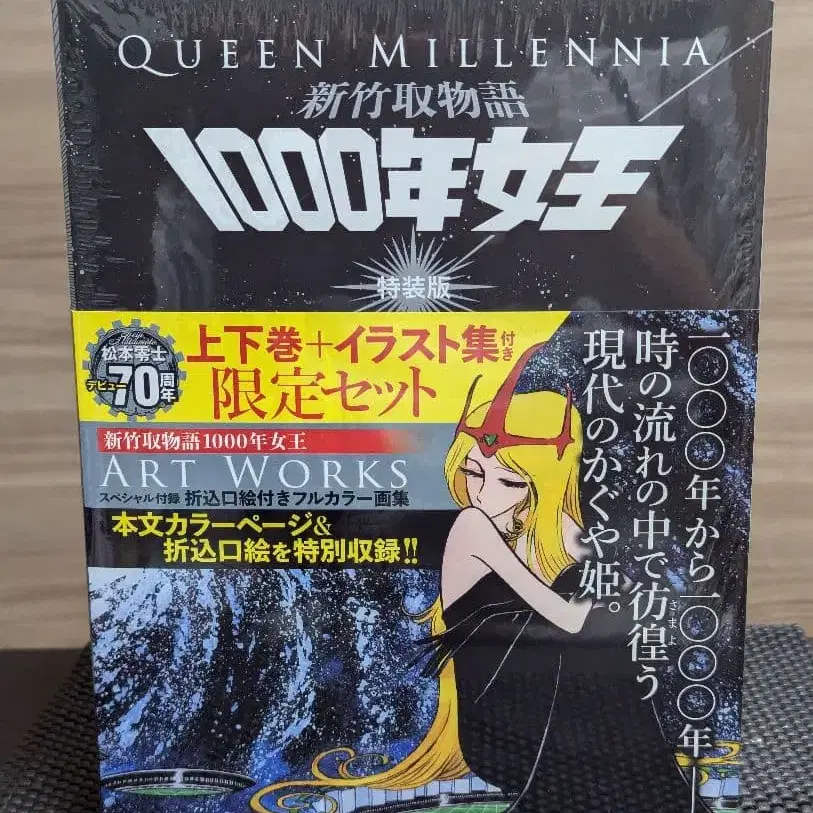 QUEEN MILLENNIA
新竹取物語
1000年女王
特装版
松本零士
デビュー70周年
上下巻+イラスト集付き
限定セット
新竹取物語1000年女王
ART WORKS
スペシャル付録 折込口絵付きフルカラー画集
本文カラーページ&
折込口絵を特別収録!!
一〇〇〇年から一〇〇〇年―
時の流れの中で彷徨う
さまよ
現代のかぐや姫。